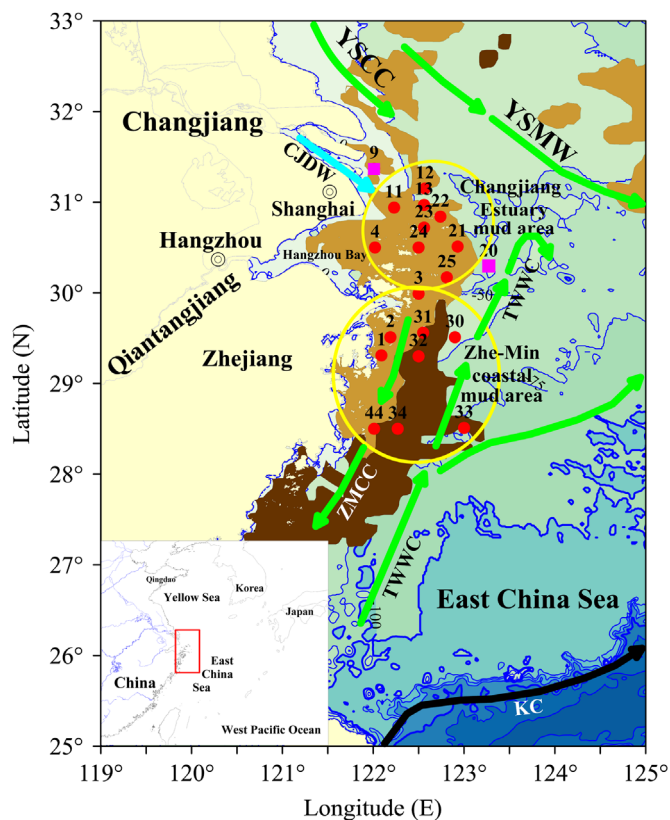 33°
32°
31°
30°
29°
28°
27°
26°
25°
Latitude (N)
YSCC
YSMW
Changjiang
CJDW
9
12
13
11
22
23
Changjiang
Estuary
mud area
Shanghai
4
24
21
20
Hangzhou
Hangzhou Bay
25
3
-50
TWWC
Qiantangjiang
2
31
30
1
32
Zhejiang
Zhe-Min
coastal
mud area
75
44
34
33
ZMCC
TWWC
100
East China Sea
KC
Qingdao
Korea
Yellow Sea
Japan
China
East
China
Sea
West Pacific Ocean
119° 120° 121° 122° 123° 124° 125°
Longitude (E)